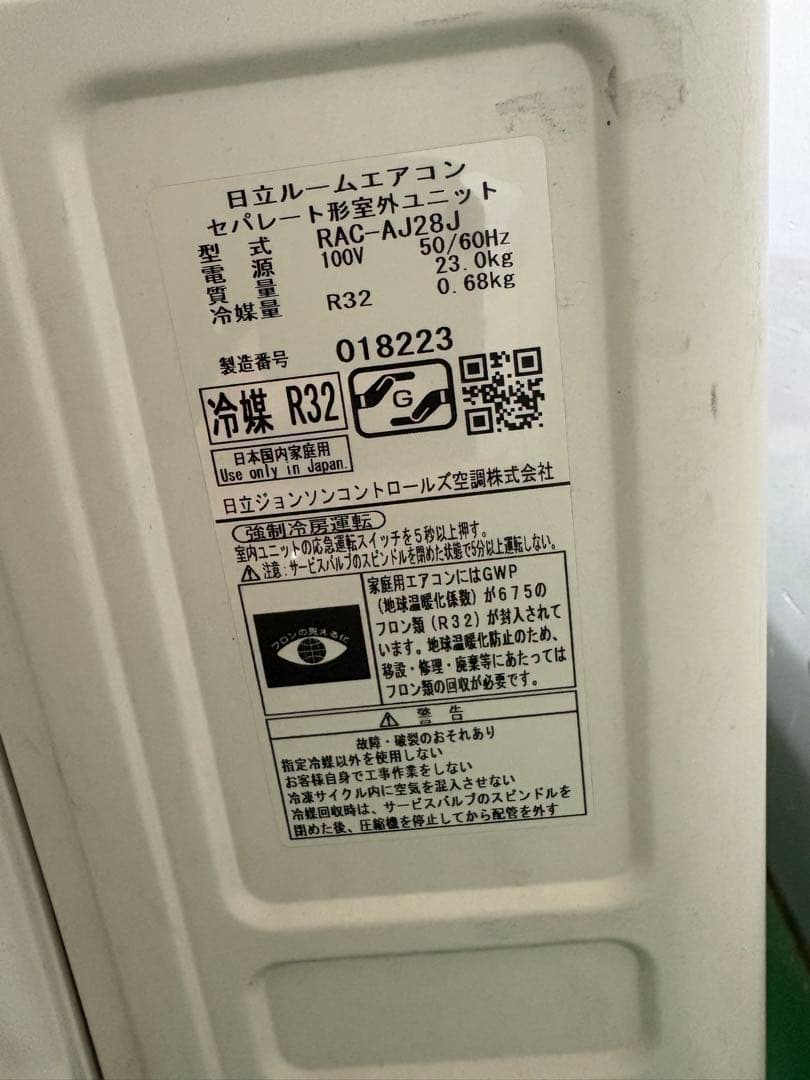 日立ルームエアコン
セパレート形室外ユニット
型式 RAC-AJ28J
電源 100V 50/60Hz
質量 23.0kg
冷媒量 R32 0.68kg
製造番号 018223
冷媒 R32
G
日本国内家庭用
Use only in Japan.
日立ジョンソンコントロールズ空調株式会社
強制冷房運転
室内ユニットの応急運転スイッチを5秒以上押す。
注意:サービスバルブのスピンドルを閉めた状態で5分以上運転しない。
フロンの見える化
家庭用エアコンにはGWP
(地球温暖化係数)が675の
フロン類(R32)が封入されて
います。地球温暖化防止のため、
移設・修理・廃棄等にあたっては
フロン類の回収が必要です。
警告
故障・破裂のおそれあり
指定冷媒以外を使用しない
お客様自身で工事作業をしない
冷凍サイクル内に空気を混入させない
冷媒回収時は、サービスバルブのスピンドルを
閉めた後、圧縮機を停止してから配管を外す